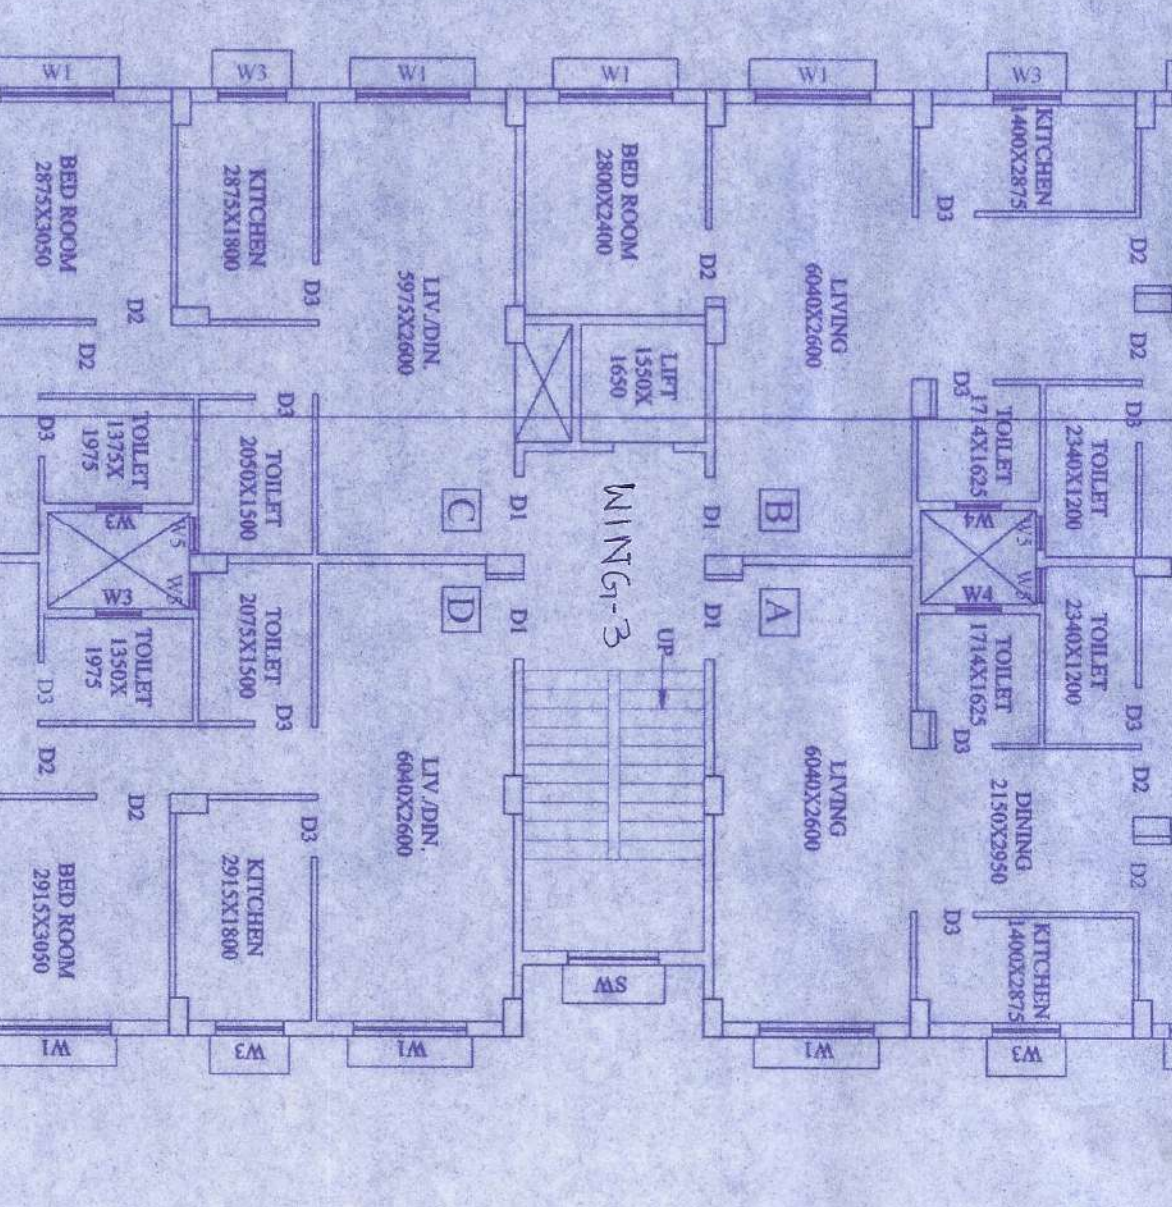 W1
W3
W1
W1
W1
W3
BED ROOM
2875X3050
KITCHEN
2875X1800
LIV./DIN.
5975X2600
BED ROOM
2800X2400
LIVING
6040X2600
KITCHEN
1400X2875
D3
D2
D2
D3
D2
D2
D2
LIFT
1550X
1650
D3
D3
D3
D3
TOILET
1375X
1975
TOILET
2050X1500
TOILET
1714X1625
TOILET
2340X1200
W3
W5
C
D1
WING-3
D1
B
W4
W5
W3
W5
D
D1
D1
A
W4
W5
TOILET
1350X
1975
TOILET
2075X1500
UP
TOILET
1714X1625
TOILET
2340X1200
D3
D3
D3
D3
D2
D2
D3
LIV./DIN.
6040X2600
LIVING
6040X2600
DINING
2150X2950
D2
D2
BED ROOM
2915X3050
KITCHEN
2915X1800
D3
KITCHEN
1400X2875
SW
W1
W3
W1
W1
W3